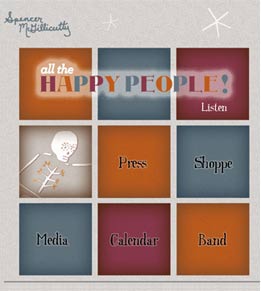 Spencer
McGillicutty
all the
HAPPY PEOPLE!
Listen
Press
Shoppe
Media
Calendar
Band